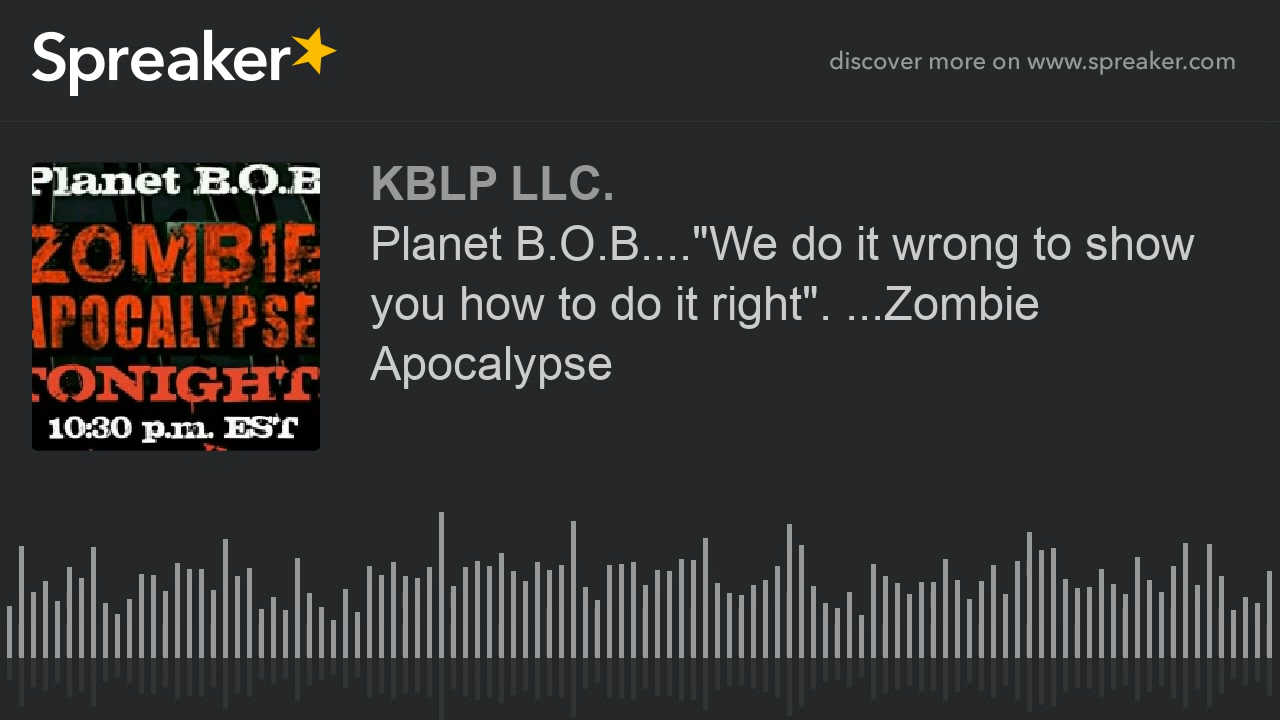 Spreaker
discover more on www.spreaker.com
Planet B.O.B
ZOMBIE
APOCALYPSE
TONIGHT
10:30 p.m. EST
KBLP LLC.
Planet B.O.B...."We do it wrong to show
you how to do it right". ...Zombie
Apocalypse